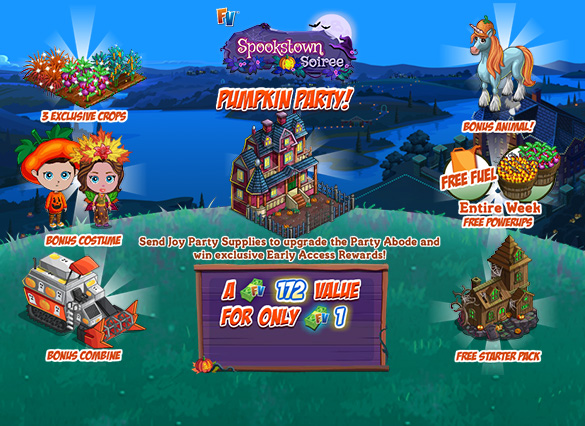 FV
Spookstown
Soiree
PUMPKIN PARTY!
3 EXCLUSIVE CROPS
BONUS ANIMAL!
FREE FUEL
Entire Week
FREE POWERUPS
BONUS COSTUME
Send Joy Party Supplies to upgrade the Party Abode and
win exclusive Early Access Rewards!
A FV 172 VALUE
FOR ONLY FV 1
BONUS COMBINE
FREE STARTER PACK